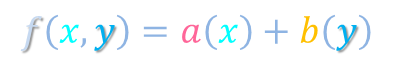 f(x, y) = a(x) + b(y)